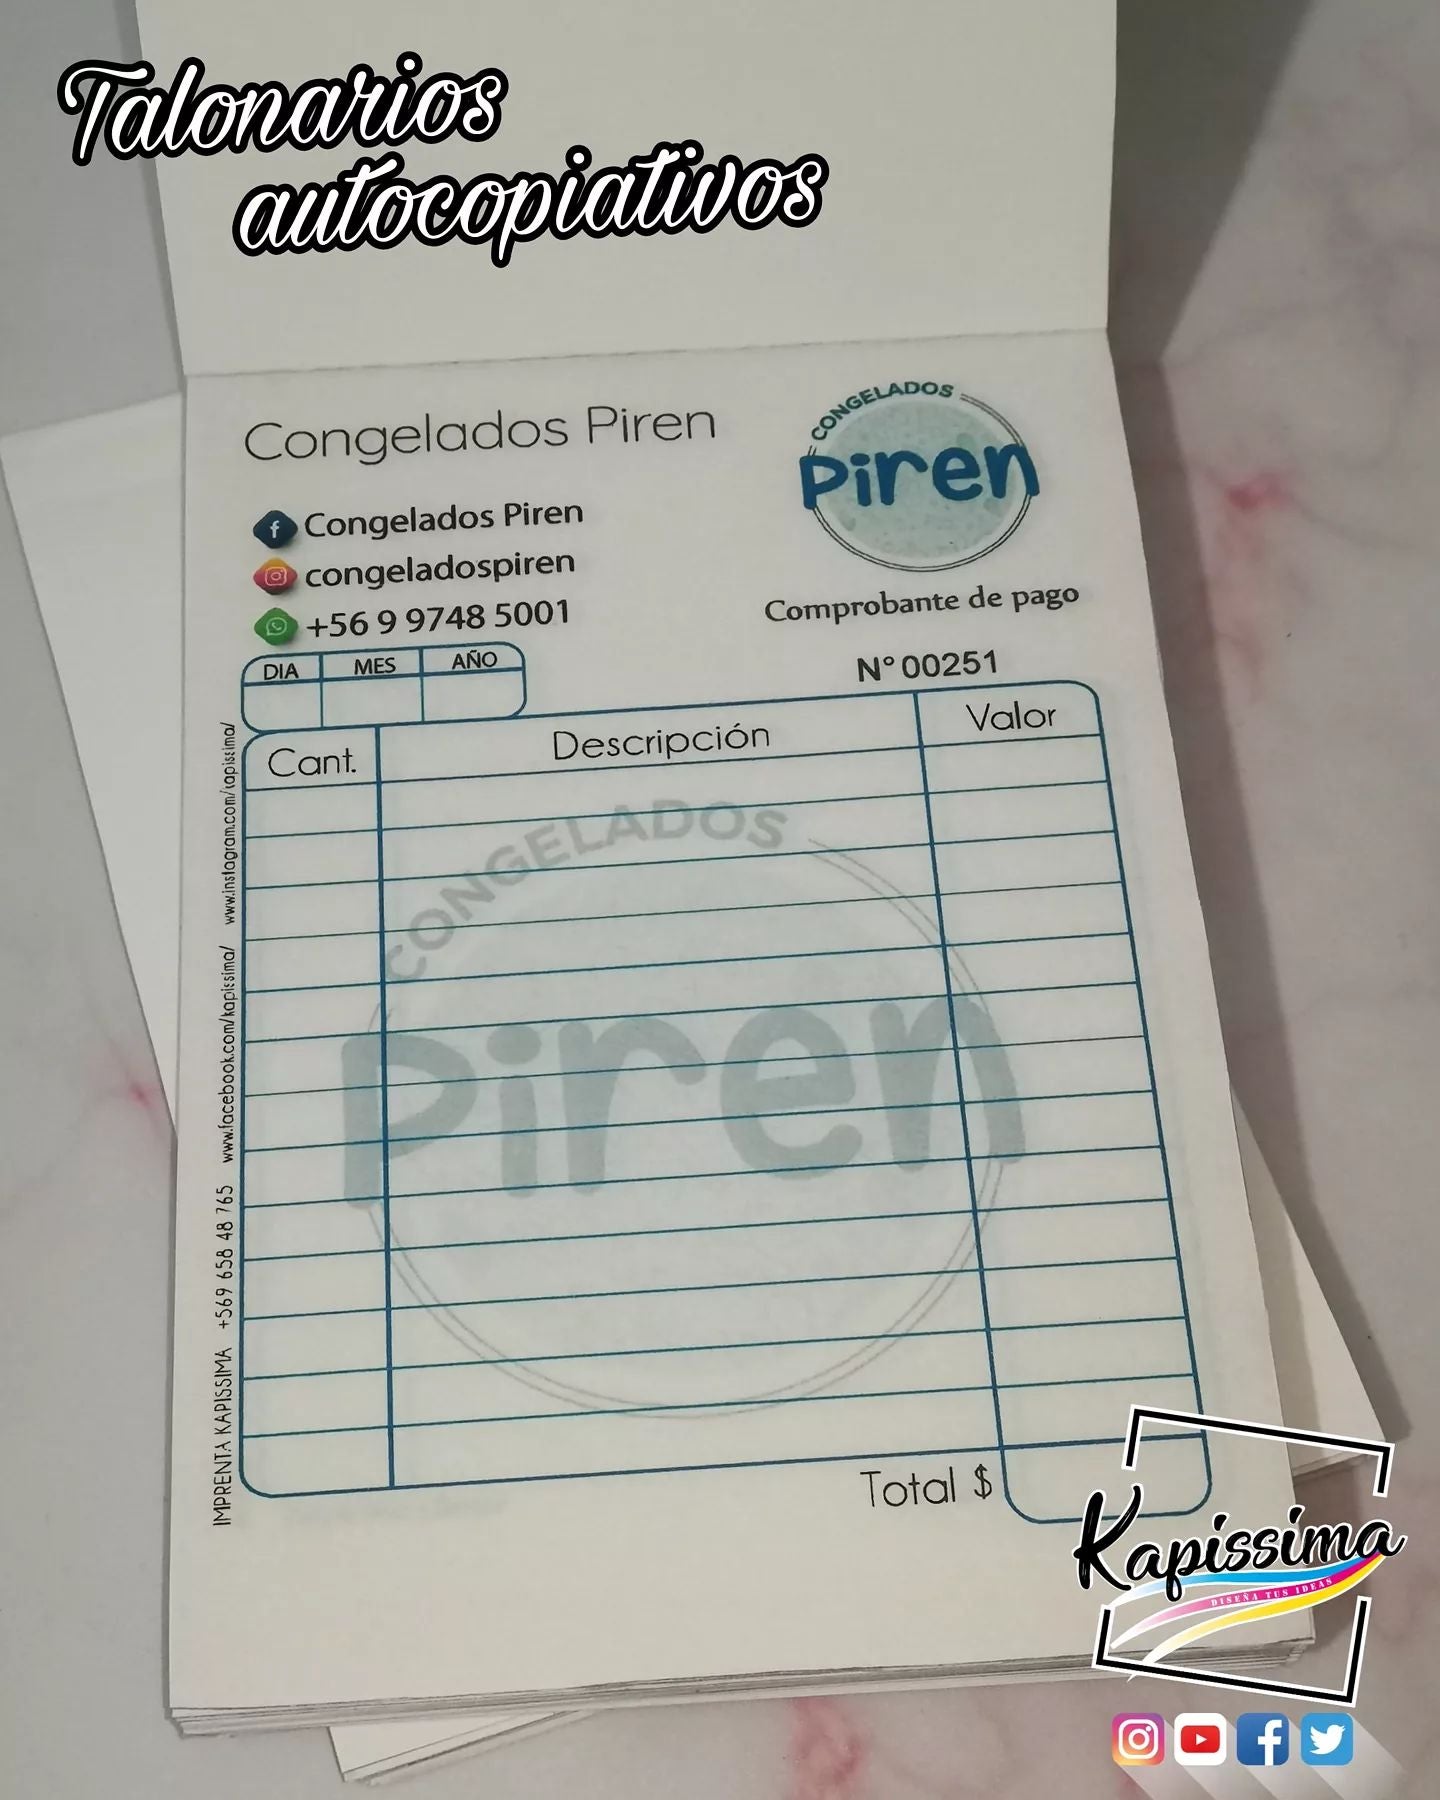 Talonarios
autocopiativos
Congelados Piren
CONGELADOS
Piren
Congelados Piren
congeladospiren
+56 9 9748 5001
Comprobante de pago
N° 00251
DIA MES AÑO
Cant. Descripción Valor
CONGELADOS
Piren
Total $
IMPRENTA KAPISSIMA +569 658 48 765 www.facebook.com/kapissima/ www.instagram.com/kapissima/
Kapissima
DISEÑA TUS IDEAS